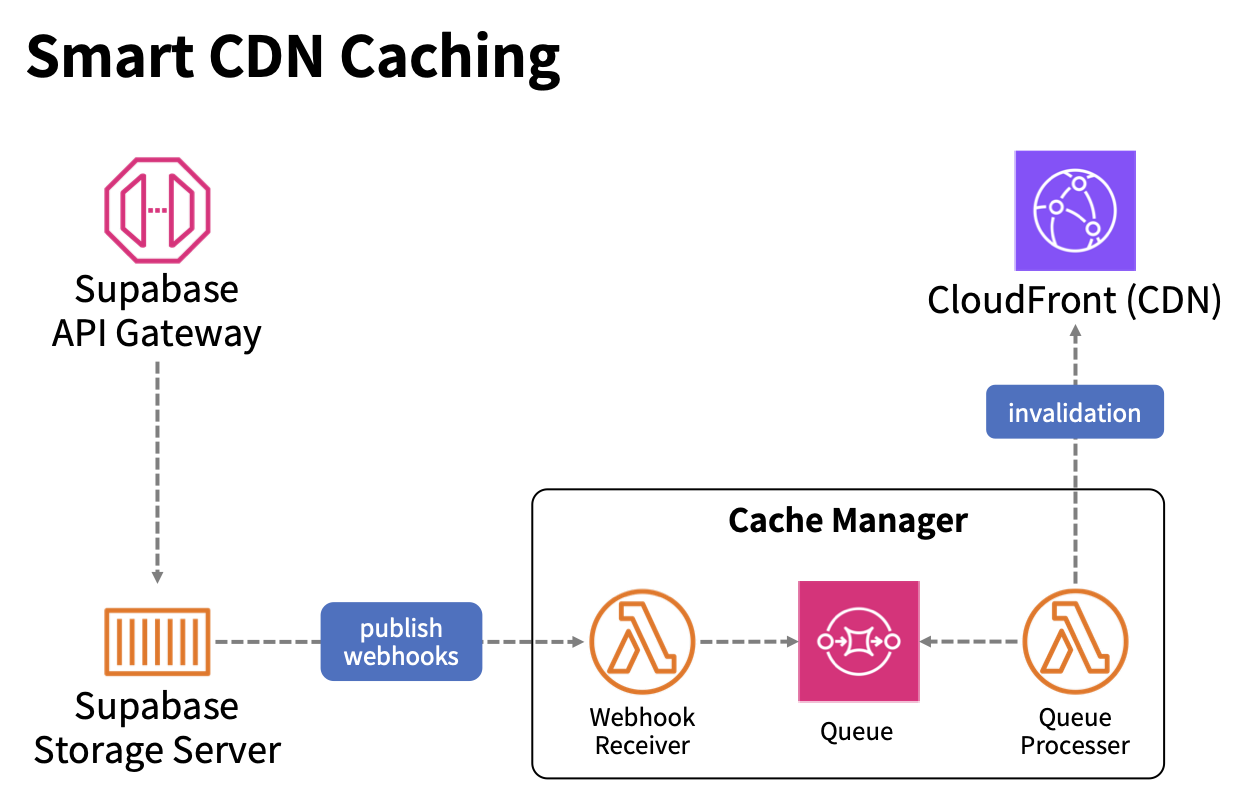 Smart CDN Caching
Supabase
API Gateway
CloudFront (CDN)
invalidation
Cache Manager
publish
webhooks
Supabase
Storage Server
Webhook
Receiver
Queue
Queue
Processer